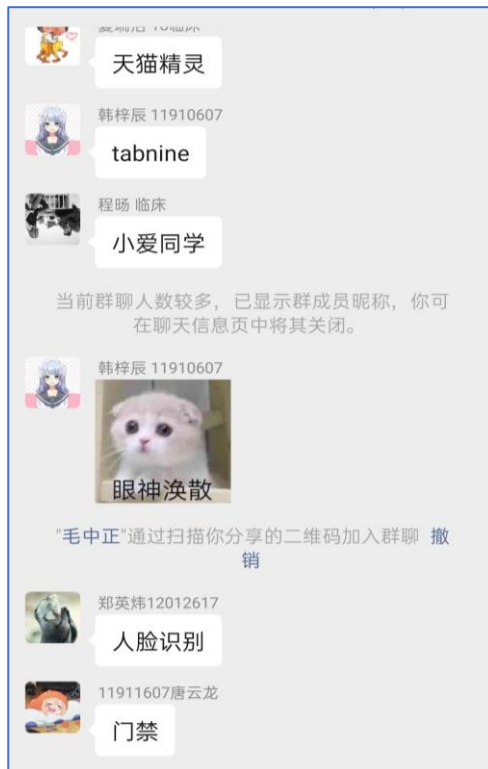 天猫精灵
韩梓辰 11910607
tabnine
程旸 临床
小爱同学
当前群聊人数较多，已显示群成员昵称，你可
在聊天信息页中将其关闭。
韩梓辰 11910607
眼神涣散
"毛中正"通过扫描你分享的二维码加入群聊 撤
销
郑英炜12012617
人脸识别
11911607唐云龙
门禁